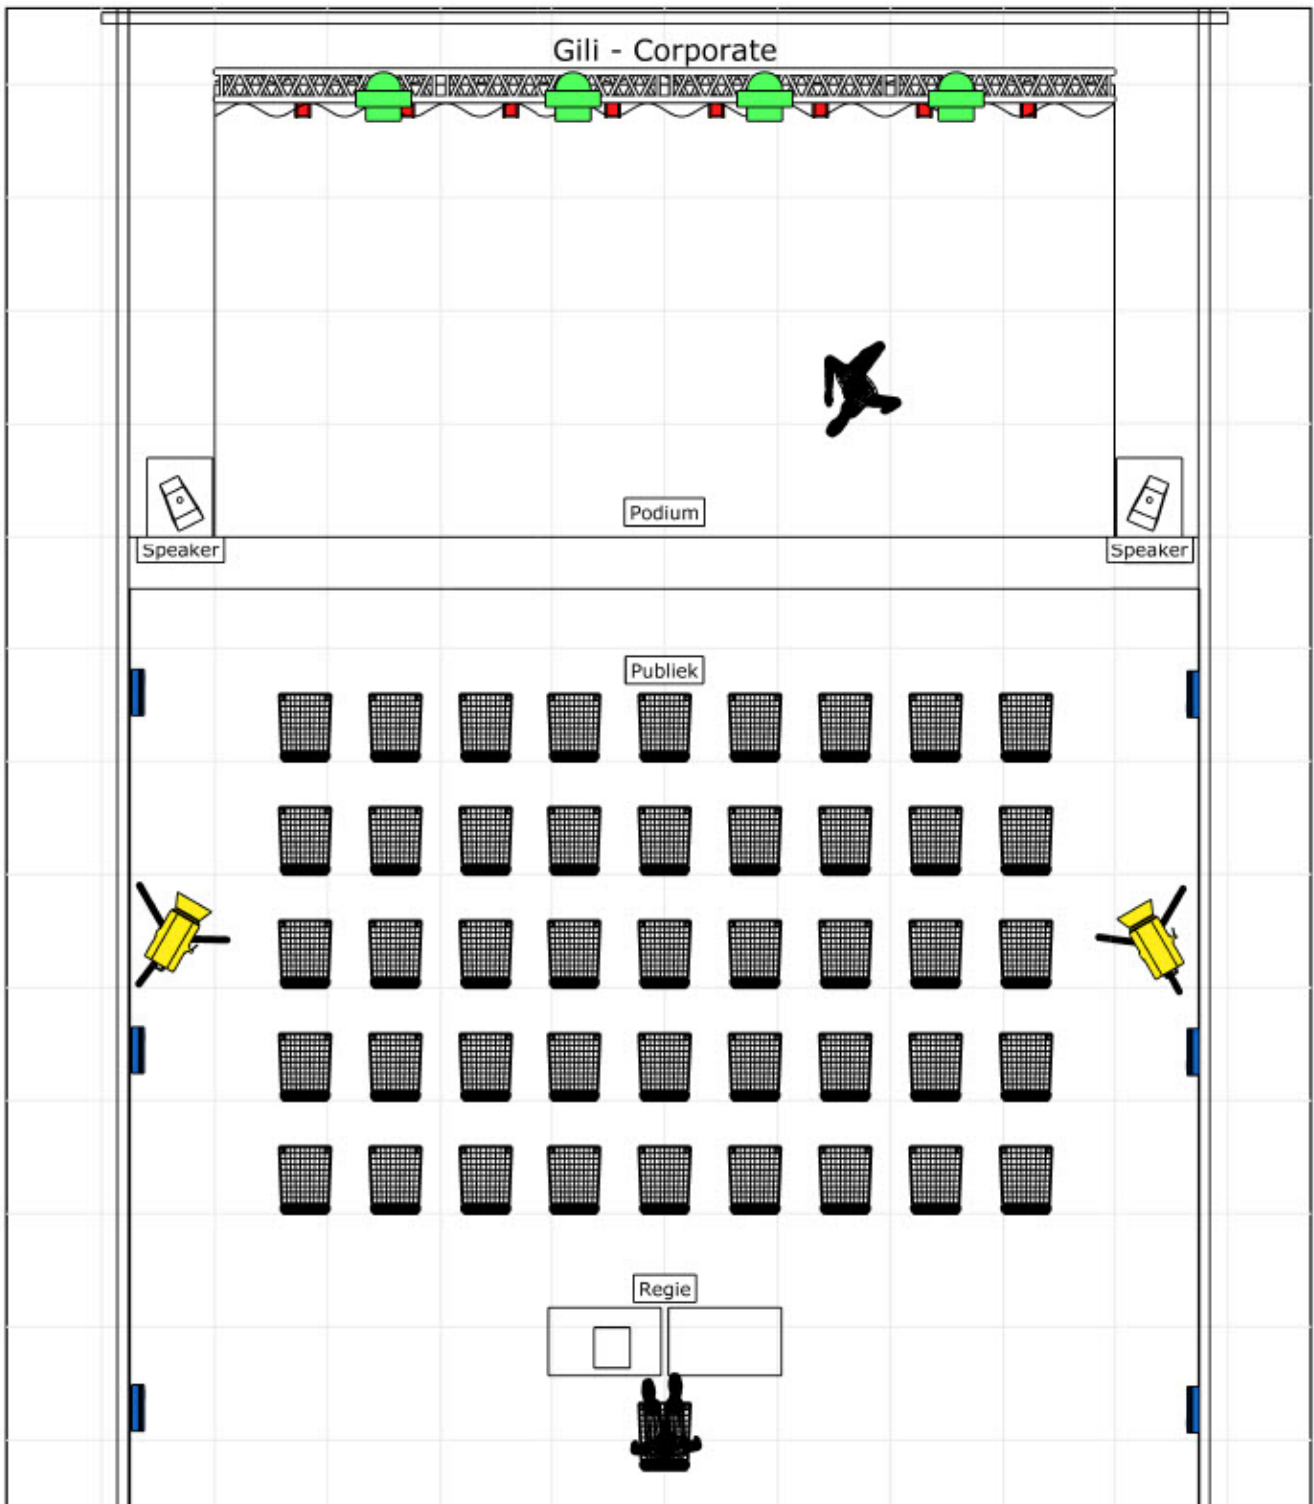 Gili - Corporate
Podium
Speaker
Speaker
Publiek
Regie